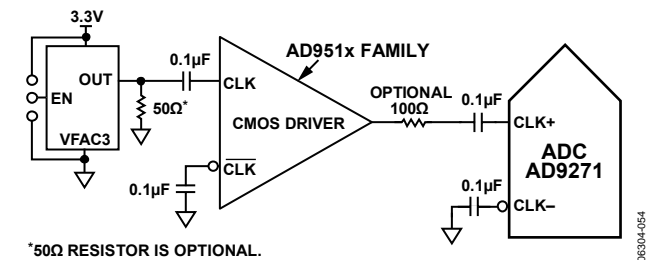 3.3V
AD951x FAMILY
0.1µF
OUT
CLK
OPTIONAL
100Ω
0.1µF
EN
50Ω*
CMOS DRIVER
CLK+
VFAC3
CLK
ADC
AD9271
0.1µF
0.1µF
CLK–
*50Ω RESISTOR IS OPTIONAL.
06304-054